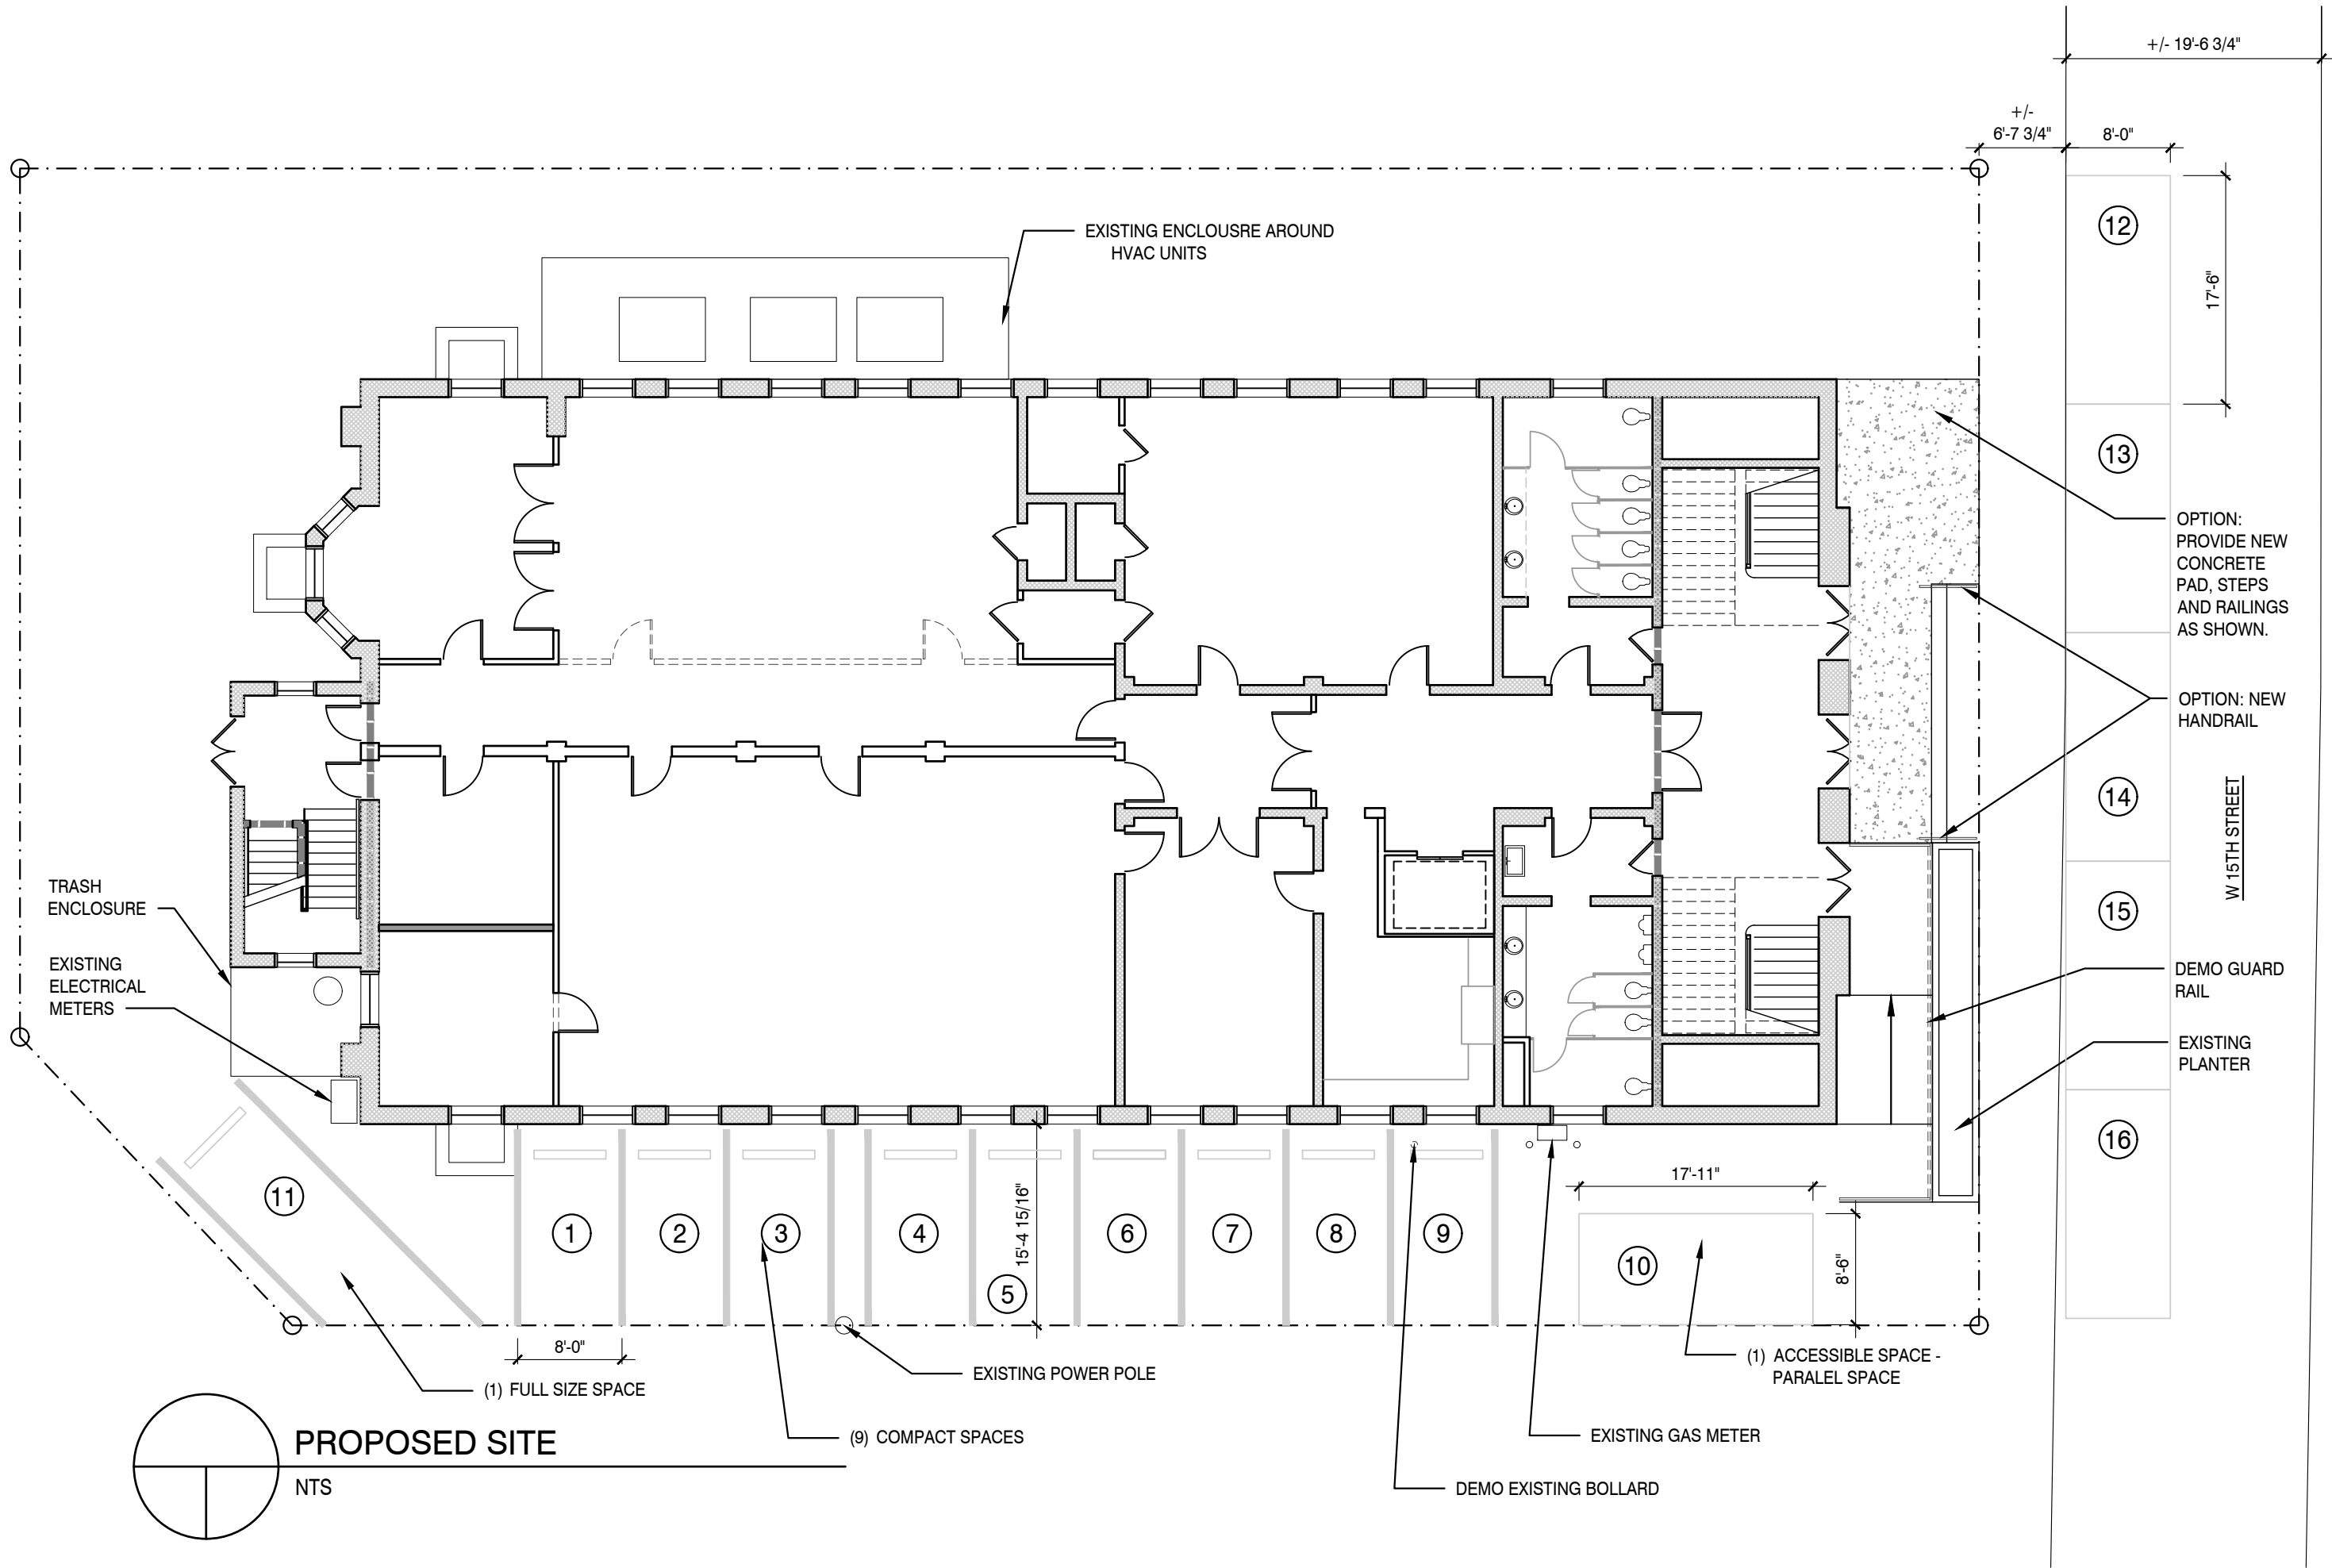 +/- 19'-6 3/4"
+/-
6'-7 3/4"
8'-0"
12
17'-6"
EXISTING ENCLOUSRE AROUND
HVAC UNITS
13
OPTION:
PROVIDE NEW
CONCRETE
PAD, STEPS
AND RAILINGS
AS SHOWN.
OPTION: NEW
HANDRAIL
14
W 15TH STREET
15
TRASH
ENCLOSURE
EXISTING
ELECTRICAL
METERS
DEMO GUARD
RAIL
EXISTING
PLANTER
16
11
1
2
3
4
5
15'-4 15/16"
6
7
8
9
17'-11"
10
8'-6"
8'-0"
(1) FULL SIZE SPACE
EXISTING POWER POLE
(1) ACCESSIBLE SPACE -
PARALEL SPACE
(9) COMPACT SPACES
EXISTING GAS METER
DEMO EXISTING BOLLARD
PROPOSED SITE
NTS